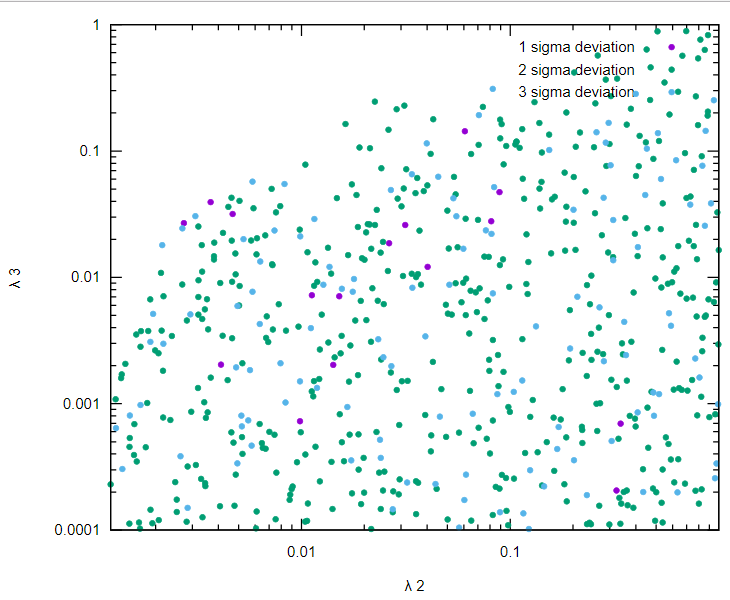 1
1 sigma deviation
2 sigma deviation
3 sigma deviation
0.1
λ 3
0.01
0.001
0.0001
0.01
0.1
λ 2